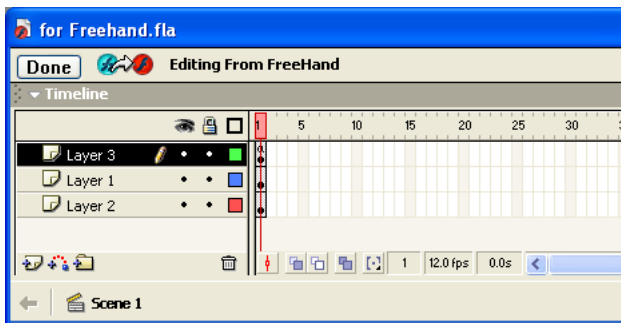 for Freehand.fla
Done Editing From FreeHand
Timeline
1 5 10 15 20 25 30
Layer 3 a
Layer 1
Layer 2
1 12.0 fps 0.0s
Scene 1